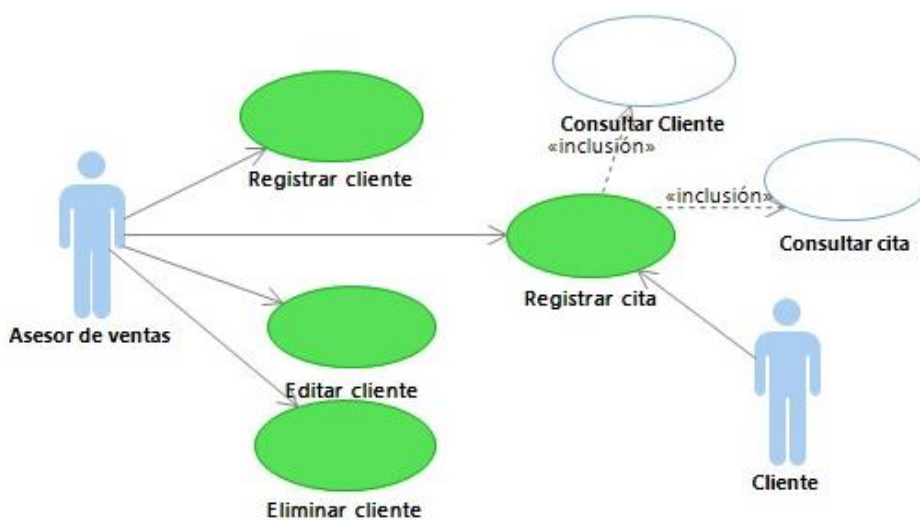 Consultar Cliente
«inclusión»
Registrar cliente
«inclusión»
Consultar cita
Registrar cita
Asesor de ventas
Editar cliente
Cliente
Eliminar cliente